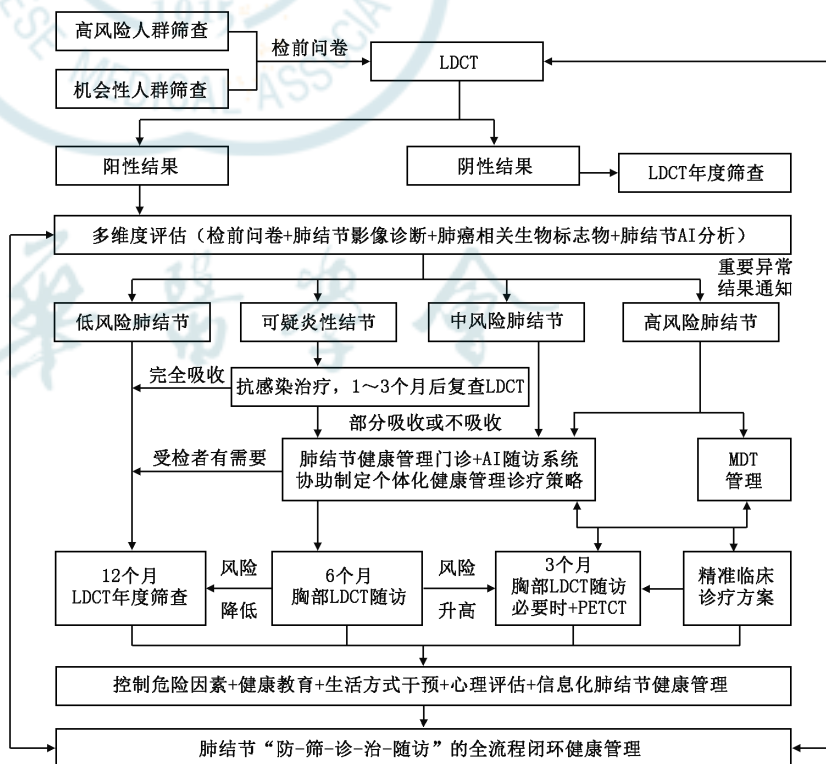 高风险人群筛查
检前问卷
机会性人群筛查
LDCT
阳性结果
阴性结果
LDCT年度筛查
多维度评估（检前问卷+肺结节影像诊断+肺癌相关生物标志物+肺结节AI分析）
重要异常
结果通知
低风险肺结节
可疑炎性结节
中风险肺结节
高风险肺结节
完全吸收
抗感染治疗，1～3个月后复查LDCT
部分吸收或不吸收
受检者有需要
肺结节健康管理门诊+AI随访系统
协助制定个体化健康管理诊疗策略
MDT
管理
12个月
LDCT年度筛查
风险
降低
6个月
胸部LDCT随访
风险
升高
3个月
胸部LDCT随访
必要时+PETCT
精准临床
诊疗方案
控制危险因素+健康教育+生活方式干预+心理评估+信息化肺结节健康管理
肺结节“防-筛-诊-治-随访”的全流程闭环健康管理
ESE MEDICAL ASSOCIA
1915
華醫學會